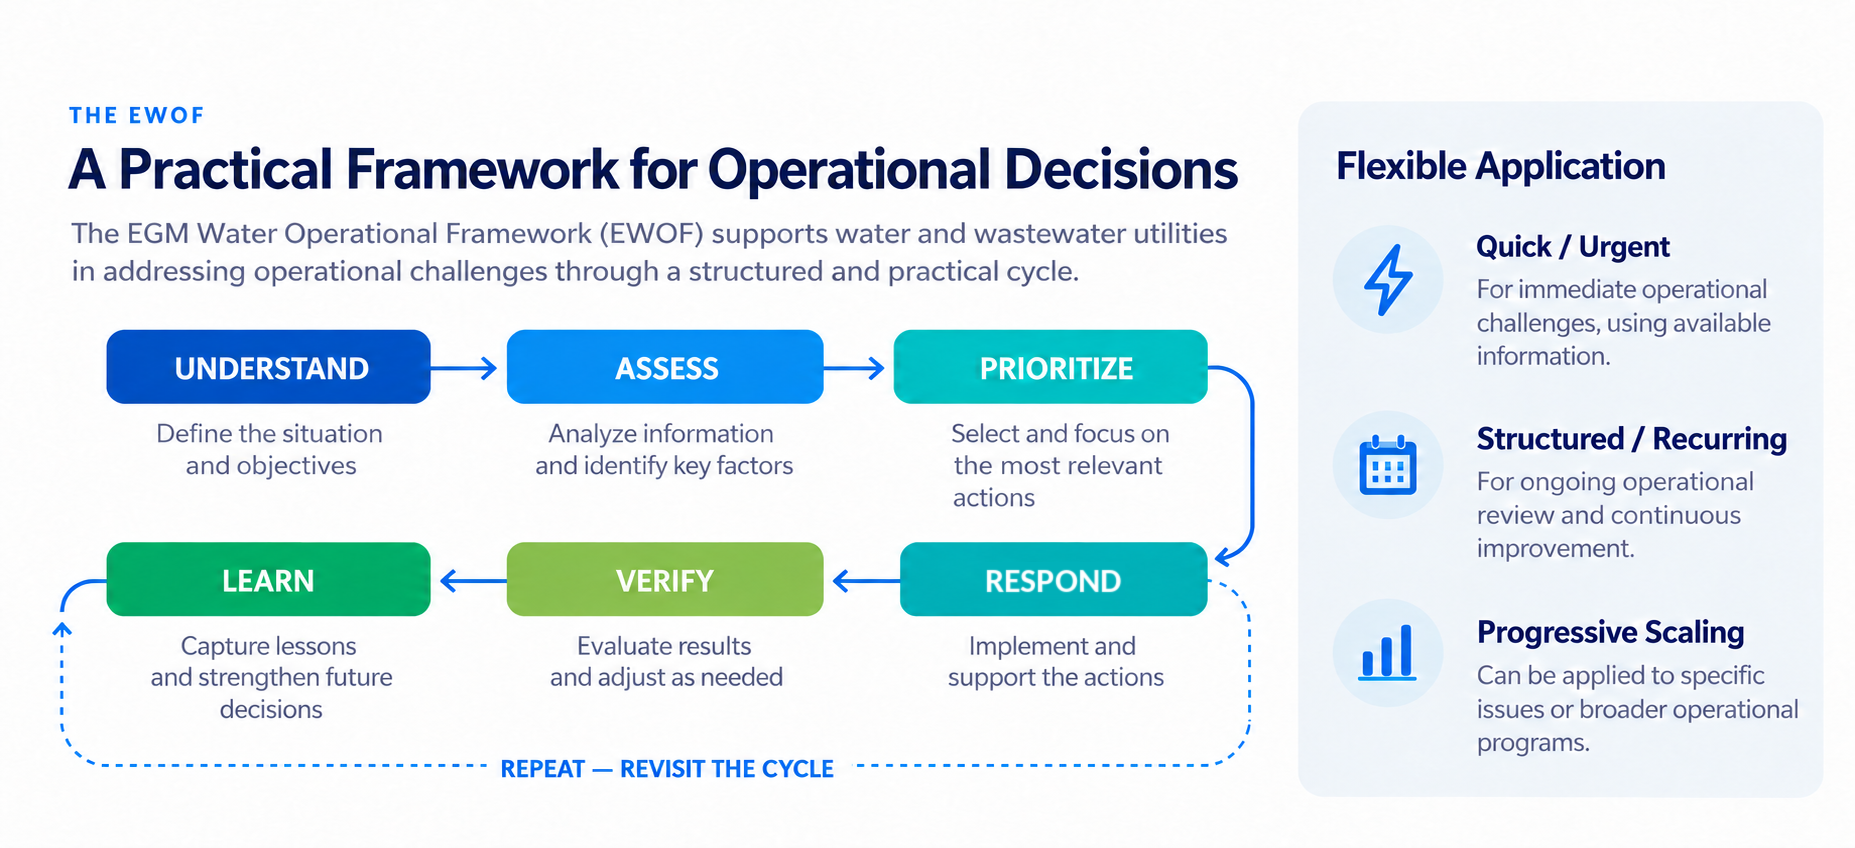 THE EWOF
A Practical Framework for Operational Decisions
The EGM Water Operational Framework (EWOF) supports water and wastewater utilities
in addressing operational challenges through a structured and practical cycle.
UNDERSTAND
Define the situation
and objectives
ASSESS
Analyze information
and identify key factors
PRIORITIZE
Select and focus on
the most relevant
actions
RESPOND
Implement and
support the actions
VERIFY
Evaluate results
and adjust as needed
LEARN
Capture lessons
and strengthen future
decisions
REPEAT — REVISIT THE CYCLE
Flexible Application
Quick / Urgent
For immediate operational
challenges, using available
information.
Structured / Recurring
For ongoing operational
review and continuous
improvement.
Progressive Scaling
Can be applied to specific
issues or broader operational
programs.